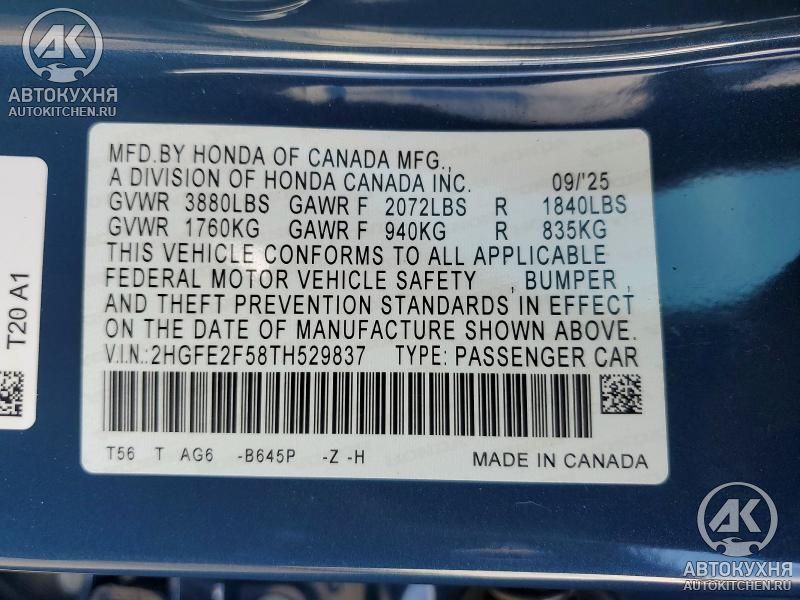 АК
АВТОКУХНЯ
AUTOKITCHEN.RU
MFD.BY HONDA OF CANADA MFG.,
A DIVISION OF HONDA CANADA INC. 09/'25
GVWR 3880LBS GAWR F 2072LBS R 1840LBS
GVWR 1760KG GAWR F 940KG R 835KG
THIS VEHICLE CONFORMS TO ALL APPLICABLE
FEDERAL MOTOR VEHICLE SAFETY , BUMPER ,
AND THEFT PREVENTION STANDARDS IN EFFECT
ON THE DATE OF MANUFACTURE SHOWN ABOVE.
V.I.N.:2HGFE2F58TH529837 TYPE: PASSENGER CAR
T56 T AG6 -B645P -Z -H MADE IN CANADA
T20 A1
АК
АВТОКУХНЯ
AUTOKITCHEN.RU